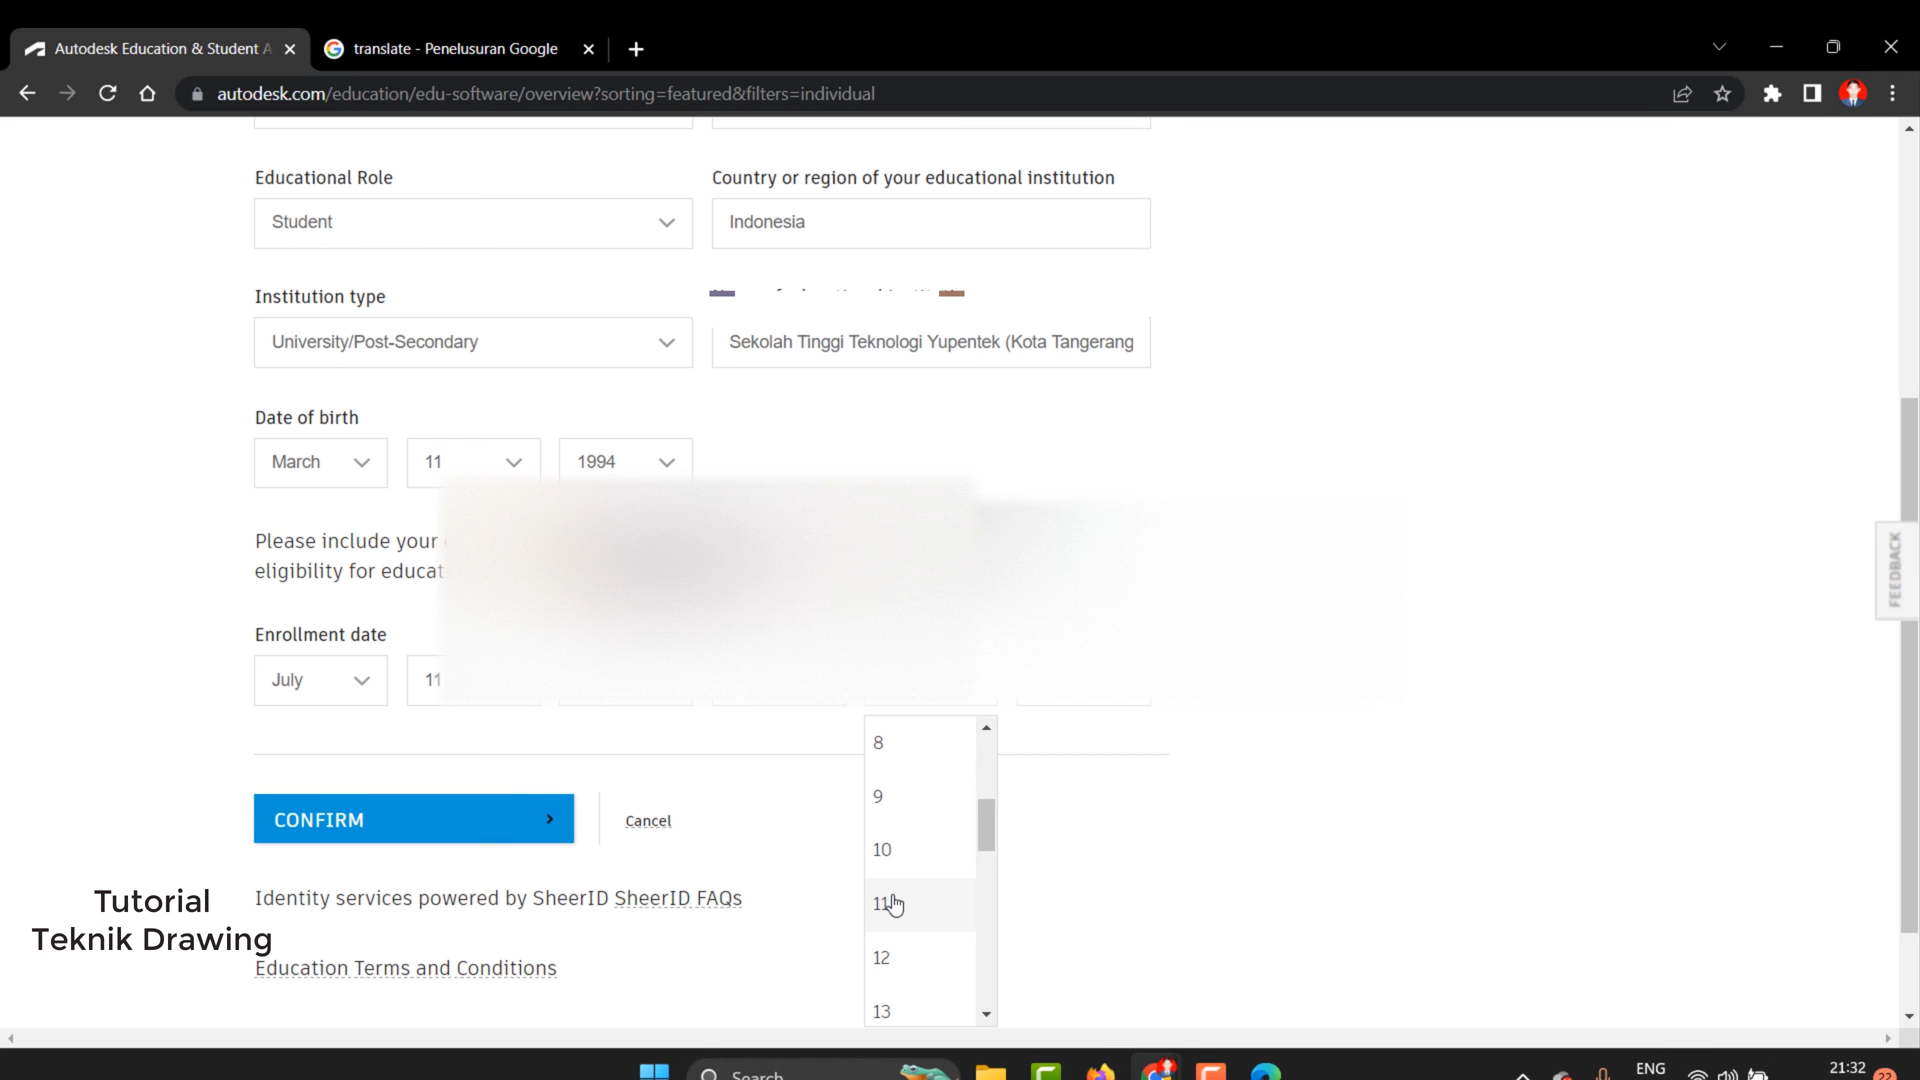 Autodesk Education & Student A
translate - Penelusuran Google
autodesk.com/education/edu-software/overview?sorting=featured&filters=individual
Educational Role
Country or region of your educational institution
Student
Indonesia
Institution type
University/Post-Secondary
Sekolah Tinggi Teknologi Yupentek (Kota Tangerang
Date of birth
March
11
1994
Please include your
eligibility for educat
FEEDBACK
Enrollment date
July
11
8
9
10
11
12
13
CONFIRM
Cancel
Identity services powered by SheerID SheerID FAQs
Education Terms and Conditions
Tutorial
Teknik Drawing
Search
ENG
21:32
22